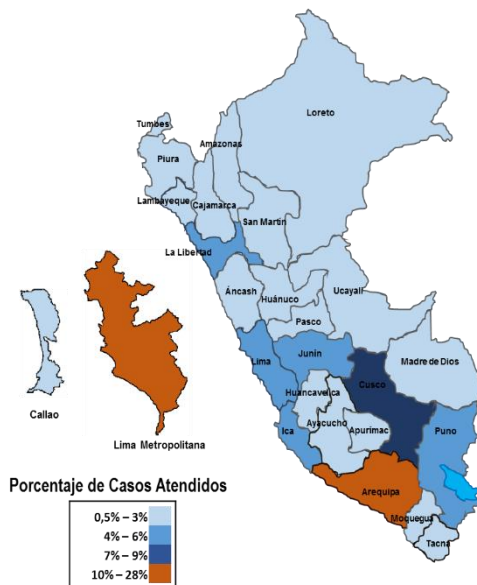 Loreto
Tumbes
Amazonas
Piura
Lambayeque
Cajamarca
San Martín
La Libertad
Áncash
Huánuco
Ucayali
Pasco
Lima
Junín
Madre de Dios
Cusco
Huancavelica
Callao
Ayacucho
Apurimac
Puno
Ica
Lima Metropolitana
Arequipa
Moquegua
Tacna
Porcentaje de Casos Atendidos
0,5% – 3%
4% – 6%
7% – 9%
10% – 28%